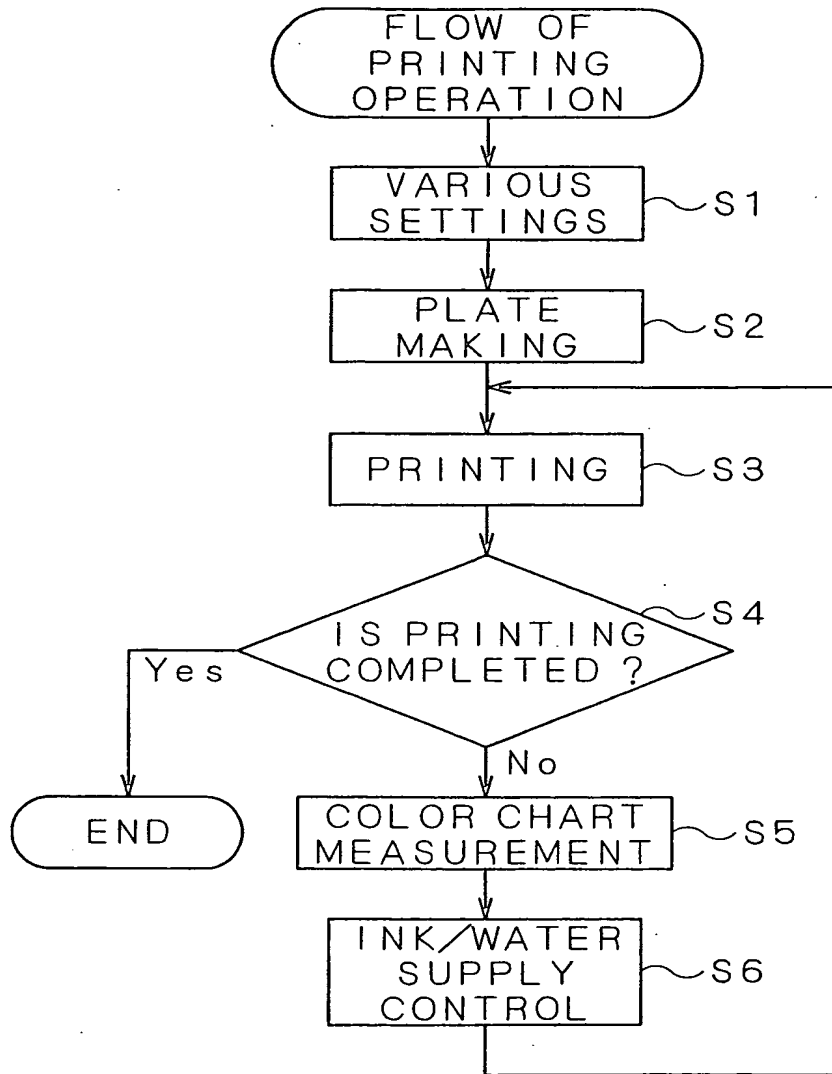 FLOW OF
PRINTING
OPERATION
VARIOUS
SETTINGS
S1
PLATE
MAKING
S2
PRINTING
S3
IS PRINTING
COMPLETED ?
S4
Yes
No
END
COLOR CHART
MEASUREMENT
S5
INK/WATER
SUPPLY
CONTROL
S6